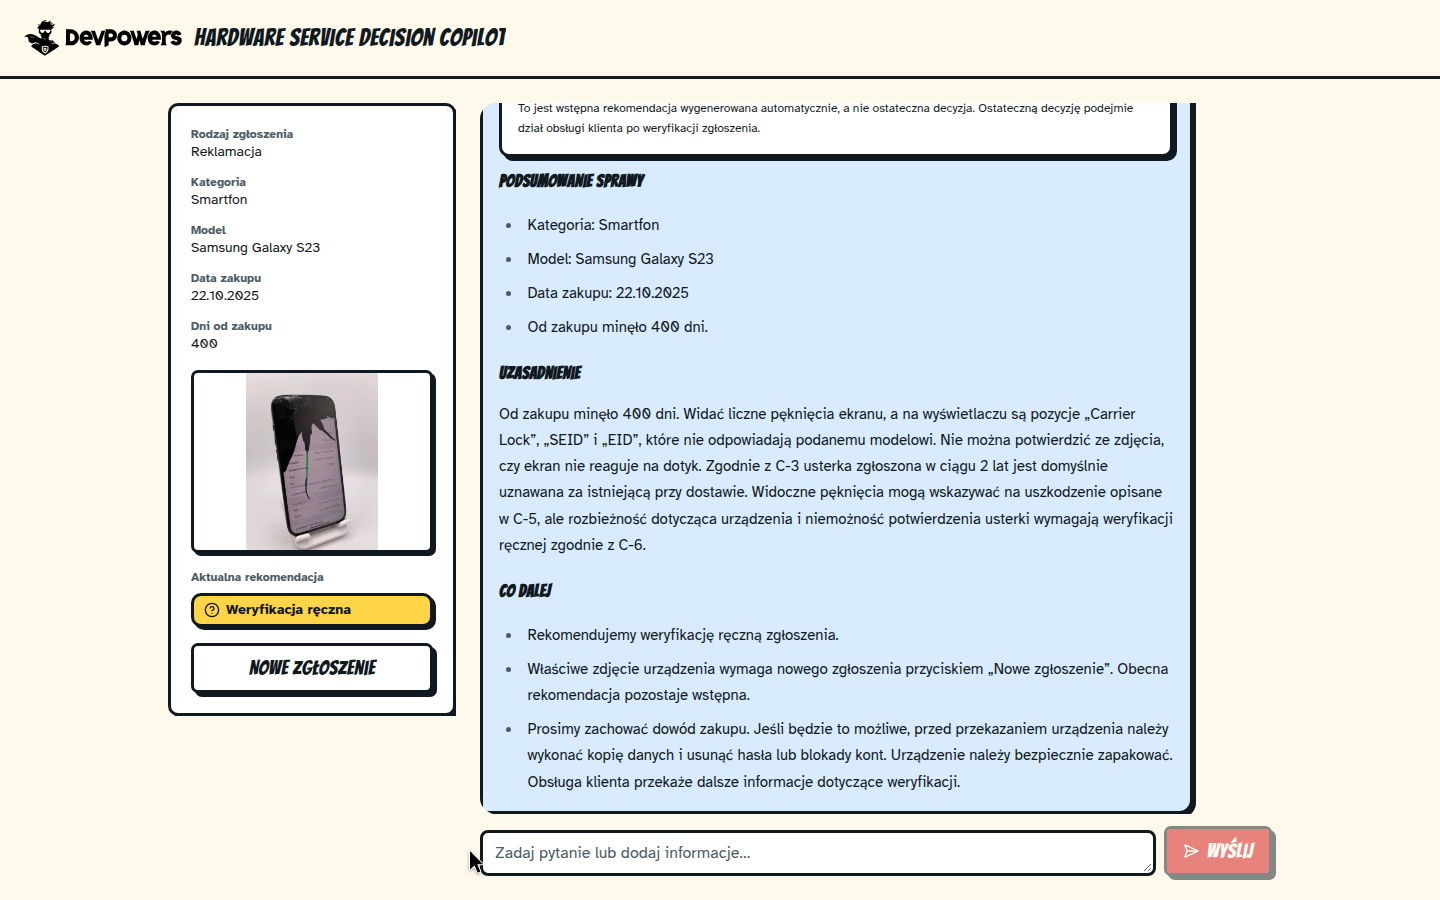 DevPowers HARDWARE SERVICE DECISION COPILOT
Rodzaj zgłoszenia
Reklamacja
Kategoria
Smartfon
Model
Samsung Galaxy S23
Data zakupu
22.10.2025
Dni od zakupu
400
Aktualna rekomendacja
Weryfikacja ręczna
NOWE ZGŁOSZENIE
To jest wstępna rekomendacja wygenerowana automatycznie, a nie ostateczna decyzja. Ostateczną decyzję podejmie
dział obsługi klienta po weryfikacji zgłoszenia.
PODSUMOWANIE SPRAWY
Kategoria: Smartfon
Model: Samsung Galaxy S23
Data zakupu: 22.10.2025
Od zakupu minęło 400 dni.
UZASADNIENIE
Od zakupu minęło 400 dni. Widać liczne pęknięcia ekranu, a na wyświetlaczu są pozycje „Carrier
Lock”, „SEID” i „EID”, które nie odpowiadają podanemu modelowi. Nie można potwierdzić ze zdjęcia,
czy ekran nie reaguje na dotyk. Zgodnie z C-3 usterka zgłoszona w ciągu 2 lat jest domyślnie
uznawana za istniejącą przy dostawie. Widoczne pęknięcia mogą wskazywać na uszkodzenie opisane
w C-5, ale rozbieżność dotycząca urządzenia i niemożność potwierdzenia usterki wymagają weryfikacji
ręcznej zgodnie z C-6.
CO DALEJ
Rekomendujemy weryfikację ręczną zgłoszenia.
Właściwe zdjęcie urządzenia wymaga nowego zgłoszenia przyciskiem „Nowe zgłoszenie”. Obecna
rekomendacja pozostaje wstępna.
Prosimy zachować dowód zakupu. Jeśli będzie to możliwe, przed przekazaniem urządzenia należy
wykonać kopię danych i usunąć hasła lub blokady kont. Urządzenie należy bezpiecznie zapakować.
Obsługa klienta przekaże dalsze informacje dotyczące weryfikacji.
Zadaj pytanie lub dodaj informacje...
WYŚLIJ